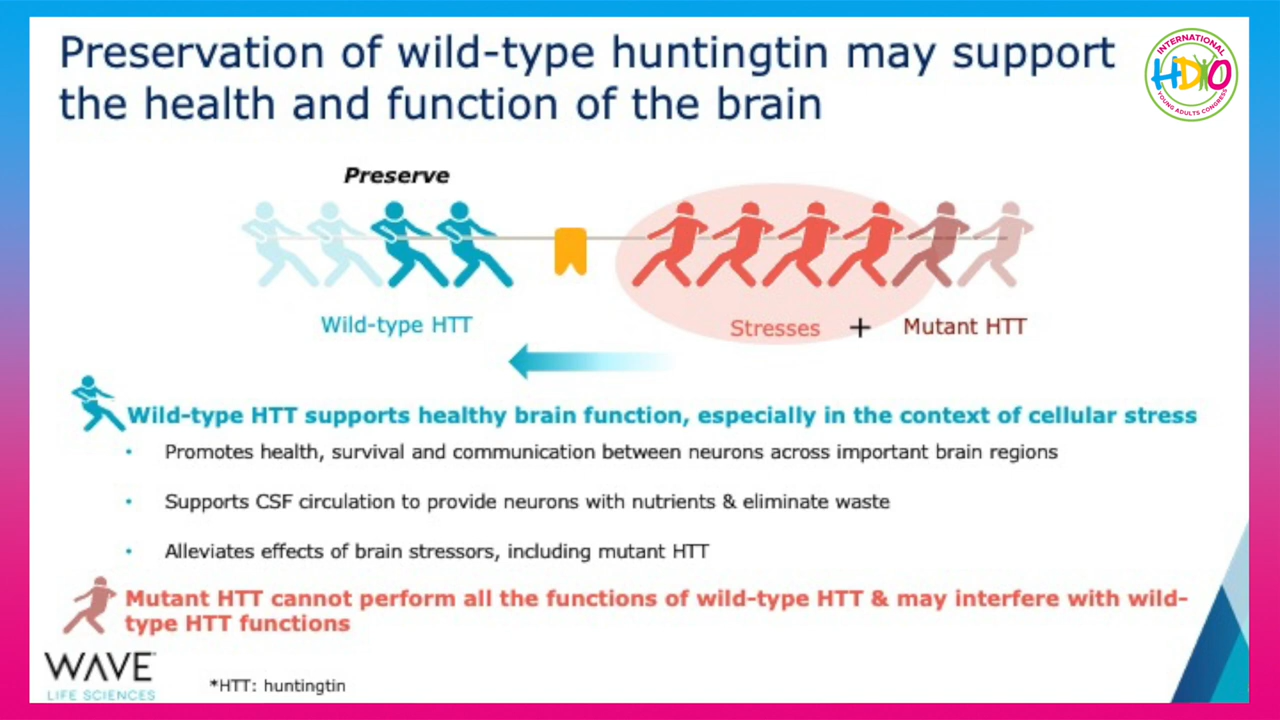 Preservation of wild-type huntingtin may support
the health and function of the brain
INTERNATIONAL
HDYO
YOUNG ADULTS CONGRESS
Preserve
Wild-type HTT
Stresses + Mutant HTT
Wild-type HTT supports healthy brain function, especially in the context of cellular stress
• Promotes health, survival and communication between neurons across important brain regions
• Supports CSF circulation to provide neurons with nutrients & eliminate waste
• Alleviates effects of brain stressors, including mutant HTT
Mutant HTT cannot perform all the functions of wild-type HTT & may interfere with wild-
type HTT functions
WAVE™
LIFE SCIENCES
*HTT: huntingtin